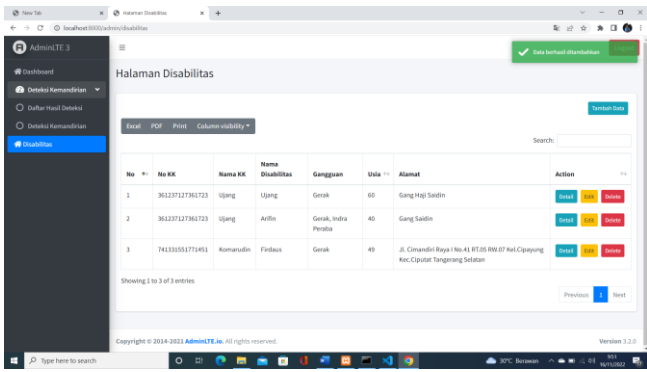 New Tab
Halaman Disabilitas
localhost:8000/admin/disabilitas
AdminLTE 3
Data berhasil ditambahkan
Logout
Dashboard
Deteksi Kemandirian
Daftar Hasil Deteksi
Deteksi Kemandirian
Disabilitas
Halaman Disabilitas
Tambah Data
Excel PDF Print Column visibility
Search:
No No KK Nama KK Nama Disabilitas Gangguan Usia Alamat Action
1 361237127361723 Ujang Ujang Gerak 60 Gang Haji Saidin Detail Edit Delete
2 361237127361723 Ujang Arifin Gerak, Indra Peraba 40 Gang Saidin Detail Edit Delete
3 741331551771451 Komarudin Firdaus Gerak 49 Jl. Cimandiri Raya I No.41 RT.05 RW.07 Kel.Cipayung
Kec.Ciputat Tangerang Selatan Detail Edit Delete
Showing 1 to 3 of 3 entries
Previous 1 Next
Copyright © 2014-2021 AdminLTE.io. All rights reserved.
Version 3.2.0
Type here to search
30°C Berawan
9:51
16/11/2022